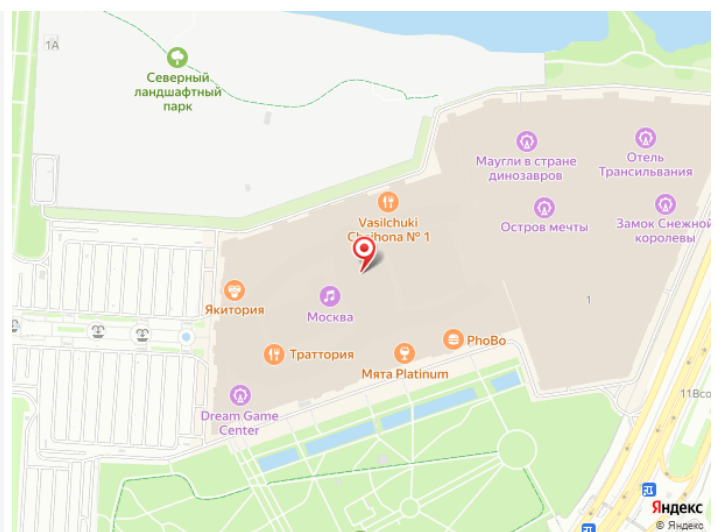 1А
Северный
ландшафтный
парк
Маугли в стране
динозавров
Отель
Трансильвания
Vasilchuki
Chaihona № 1
Остров мечты
Замок Снежной
королевы
Якитория
Москва
1
PhoBo
Траттория
Мята Platinum
11Всо
Dream Game
Center
Яндекс
© Яндекс